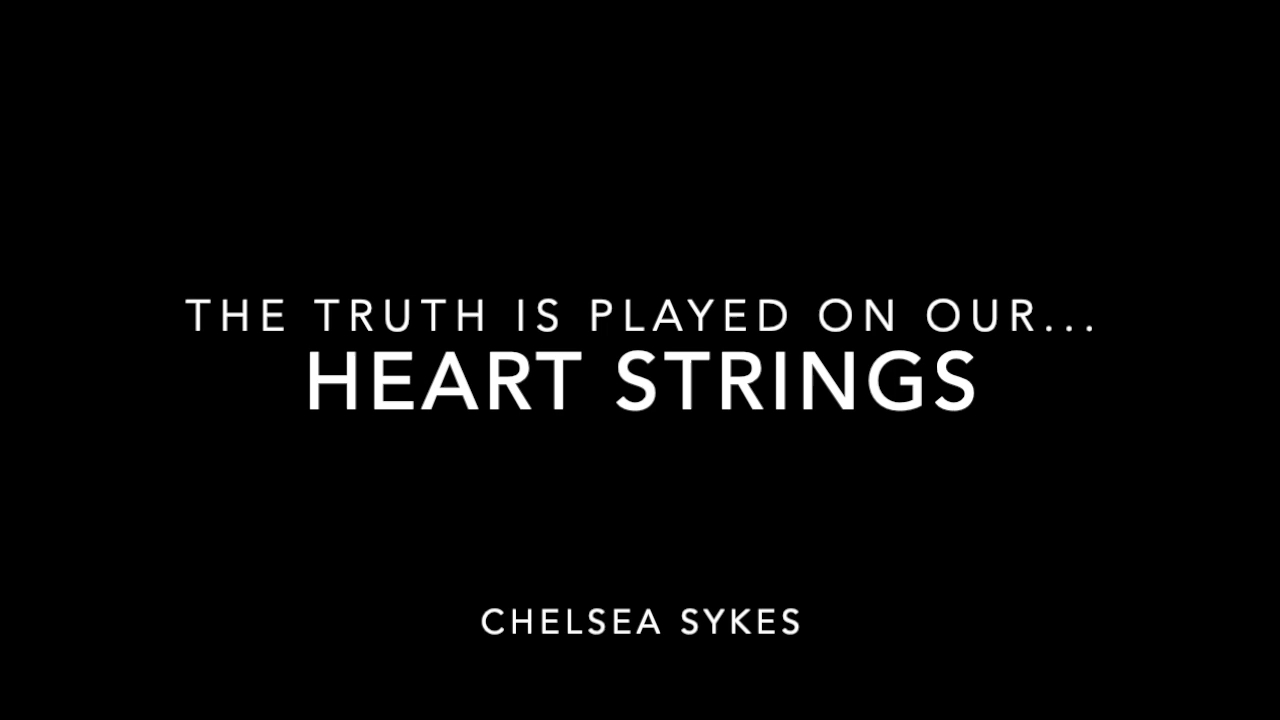 THE TRUTH IS PLAYED ON OUR...
HEART STRINGS
CHELSEA SYKES